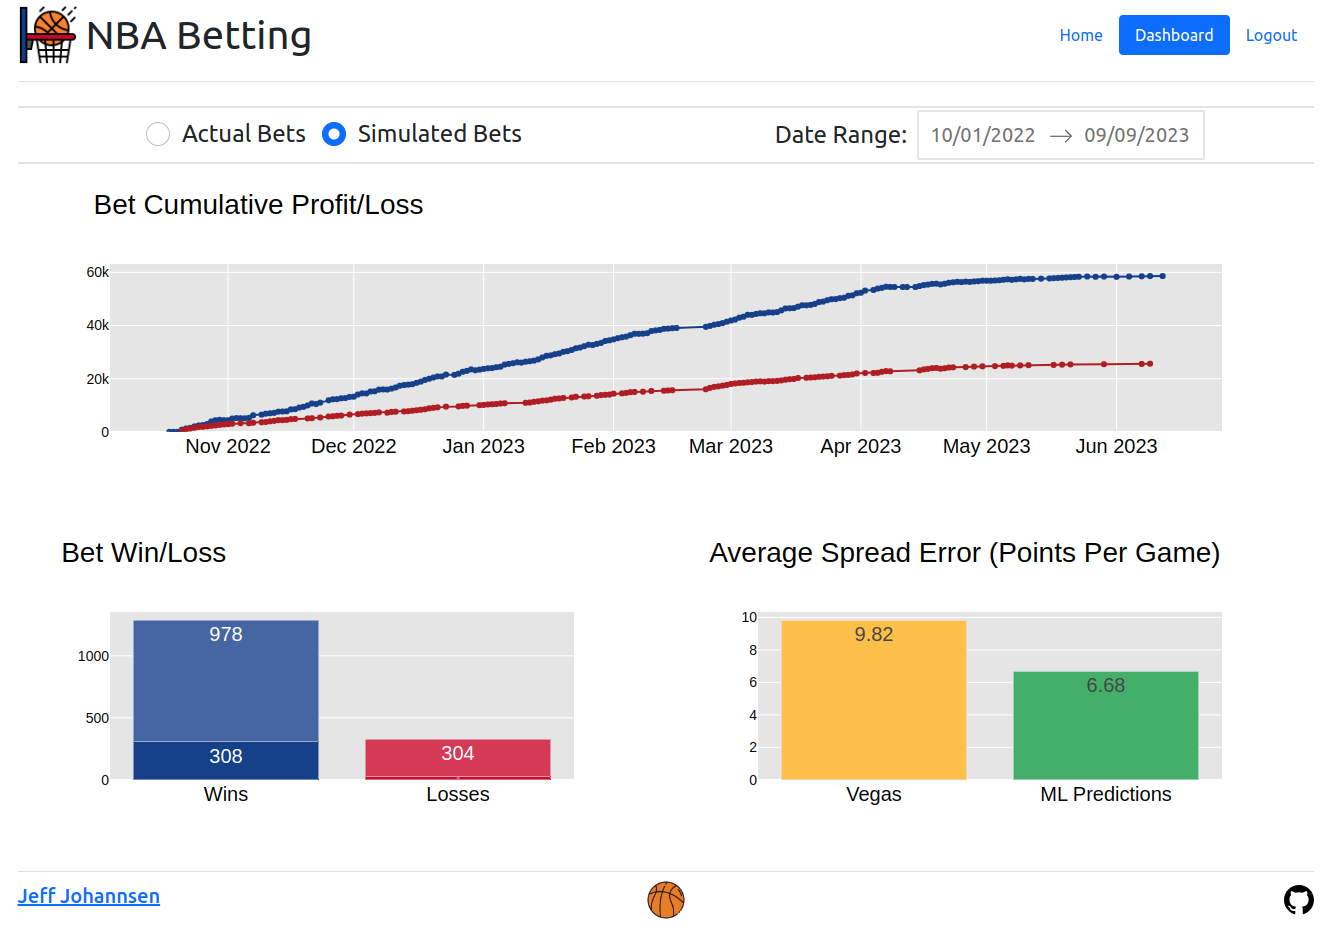 NBA Betting
Home Dashboard Logout
Actual Bets Simulated Bets Date Range: 10/01/2022 → 09/09/2023
Bet Cumulative Profit/Loss
60k
40k
20k
0
Nov 2022 Dec 2022 Jan 2023 Feb 2023 Mar 2023 Apr 2023 May 2023 Jun 2023
Bet Win/Loss
1000
500
0
978
308
304
Wins Losses
Average Spread Error (Points Per Game)
10
8
6
4
2
0
9.82
6.68
Vegas ML Predictions
Jeff Johannsen